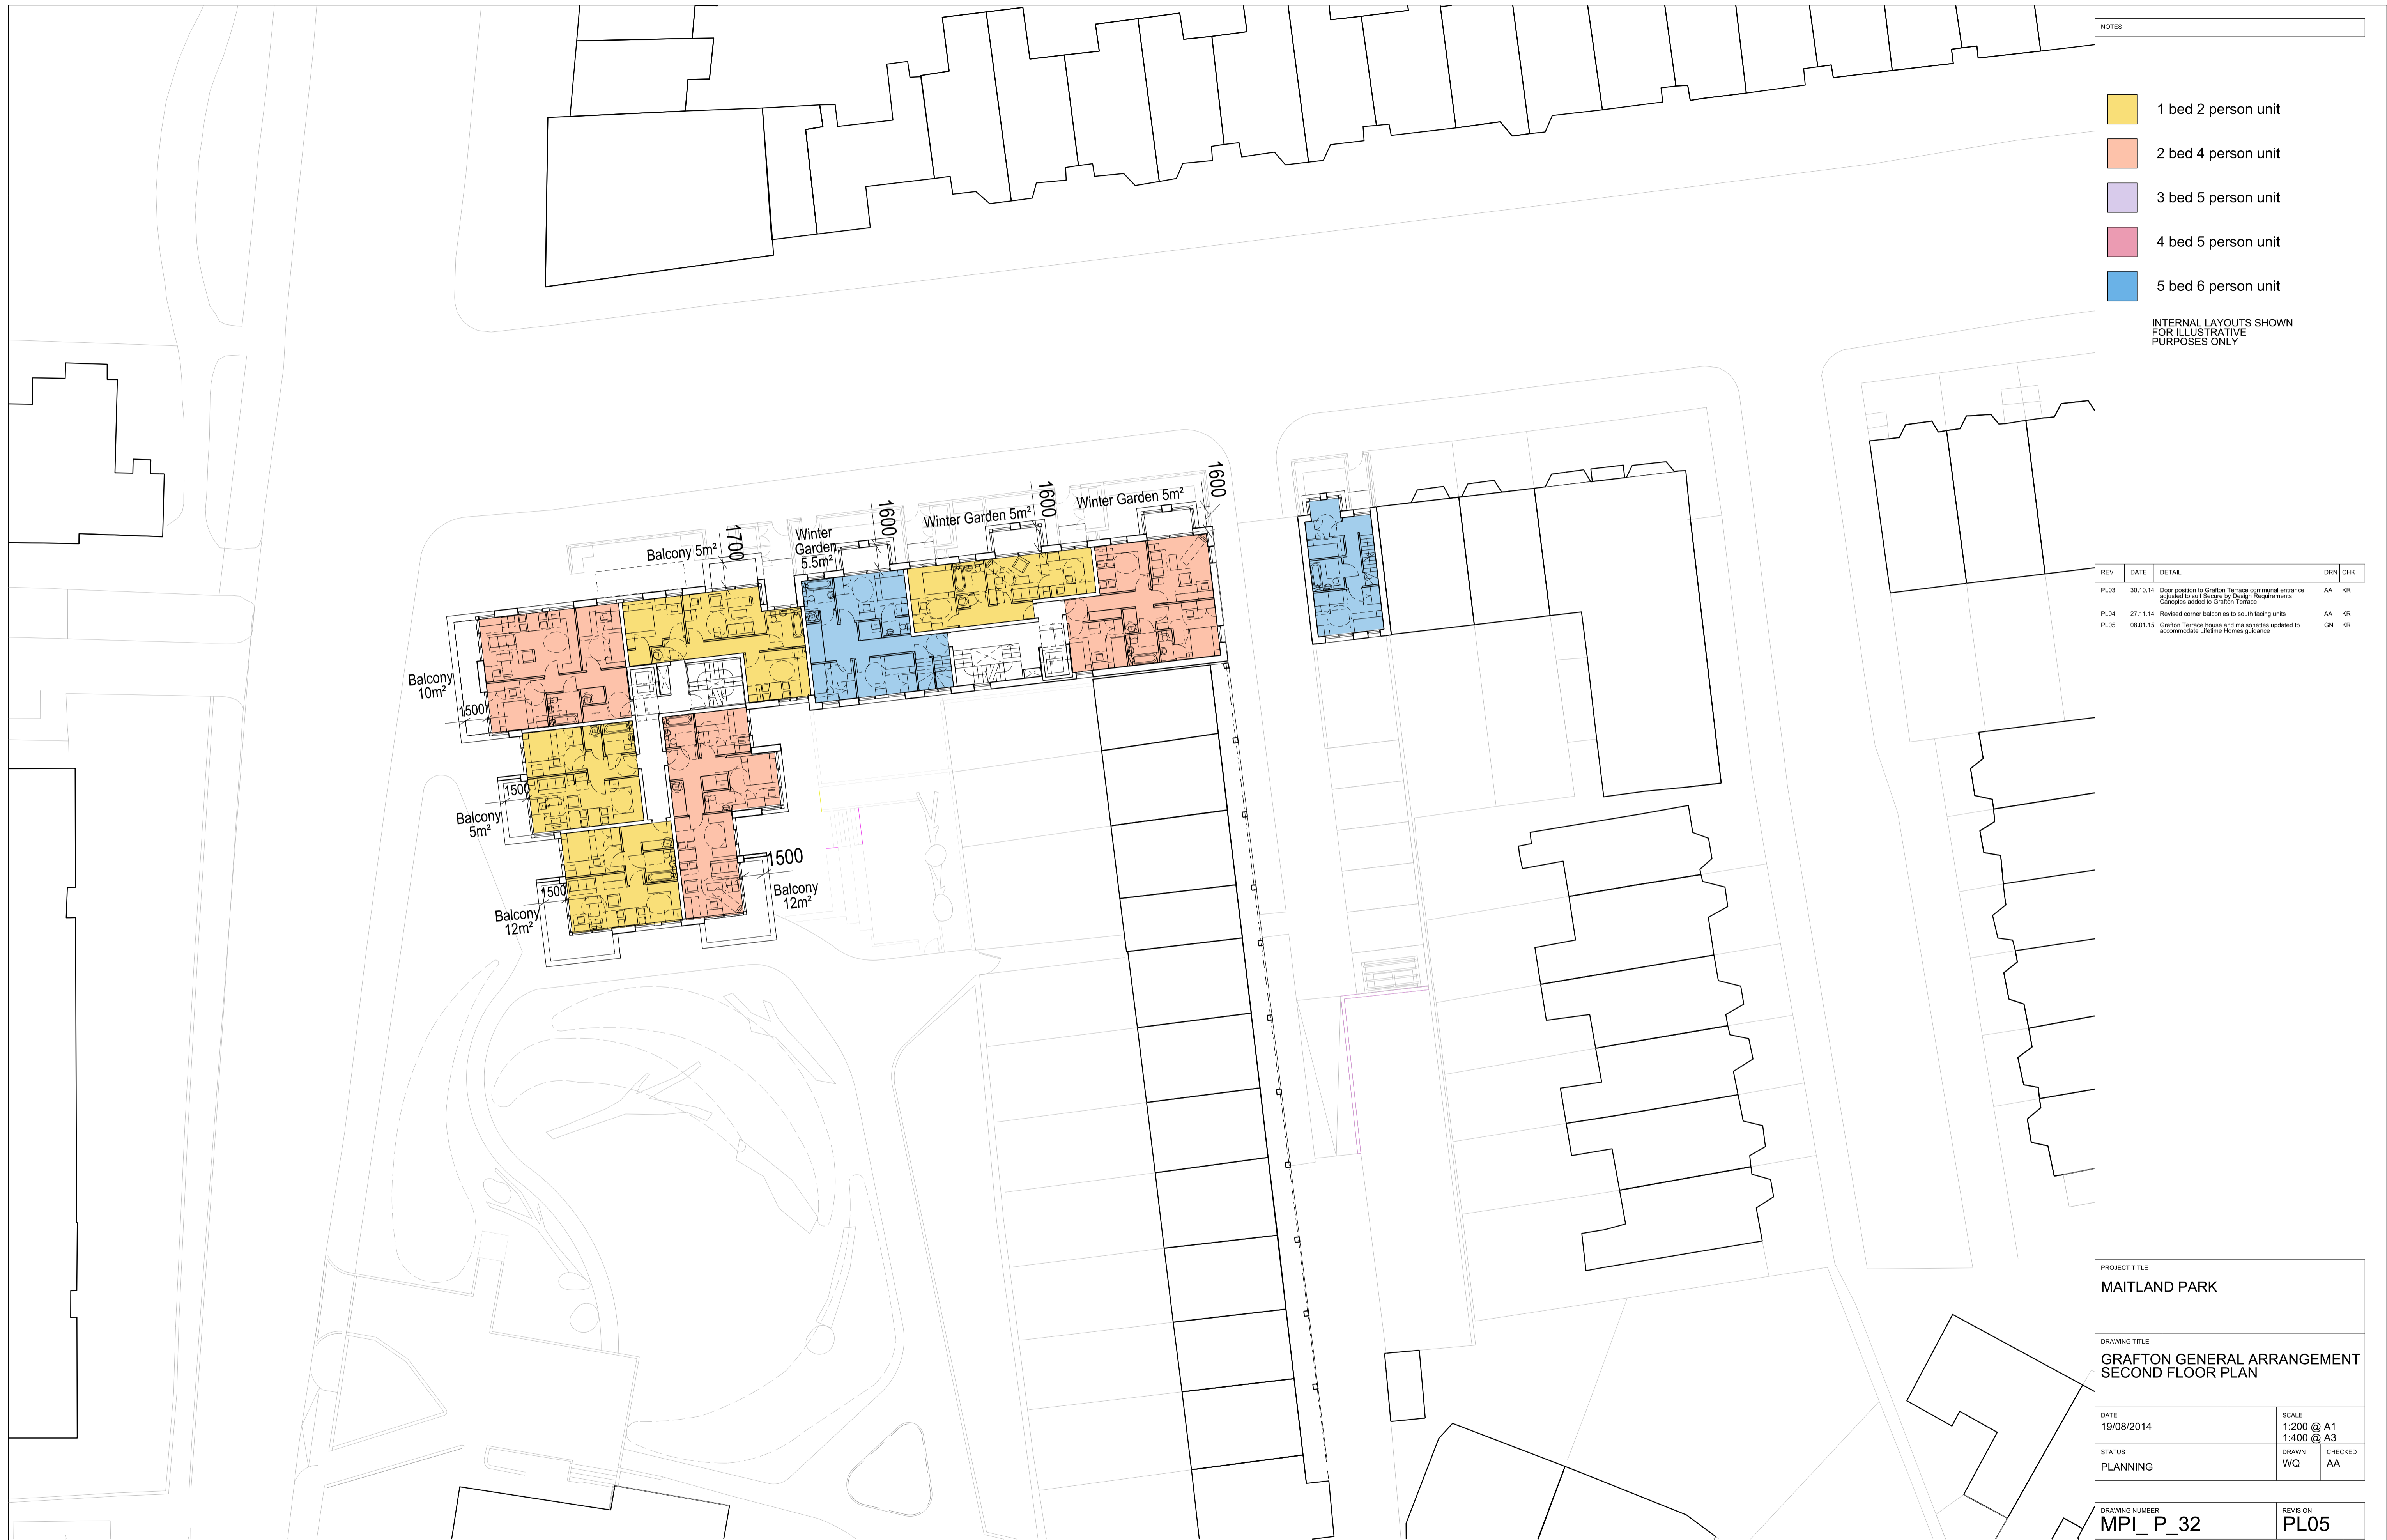 NOTES:
1 bed 2 person unit
2 bed 4 person unit
3 bed 5 person unit
4 bed 5 person unit
5 bed 6 person unit
INTERNAL LAYOUTS SHOWN
FOR ILLUSTRATIVE
PURPOSES ONLY
1600
Winter Garden 5m²
1600
Winter Garden 5m²
1600
Winter
Garden
5.5m²
1700
Balcony 5m²
Balcony
10m²
1500
1500
Balcony
5m²
1500
Balcony
12m²
1500
Balcony
12m²
REV DATE DETAIL DRN CHK
PL03 30.10.14 Door position to Grafton Terrace communal entrance AA KR
adjusted to suit Secure by Design Requirements.
Canopies added to Grafton Terrace.
PL04 27.11.14 Revised corner balconies to south facing units AA KR
PL05 08.01.15 Grafton Terrace house and maisonettes updated to GN KR
accommodate Lifetime Homes guidance
PROJECT TITLE
MAITLAND PARK
DRAWING TITLE
GRAFTON GENERAL ARRANGEMENT
SECOND FLOOR PLAN
DATE SCALE
19/08/2014 1:200 @ A1
1:400 @ A3
STATUS DRAWN CHECKED
PLANNING WQ AA
DRAWING NUMBER REVISION
MPI_ P_32 PL05